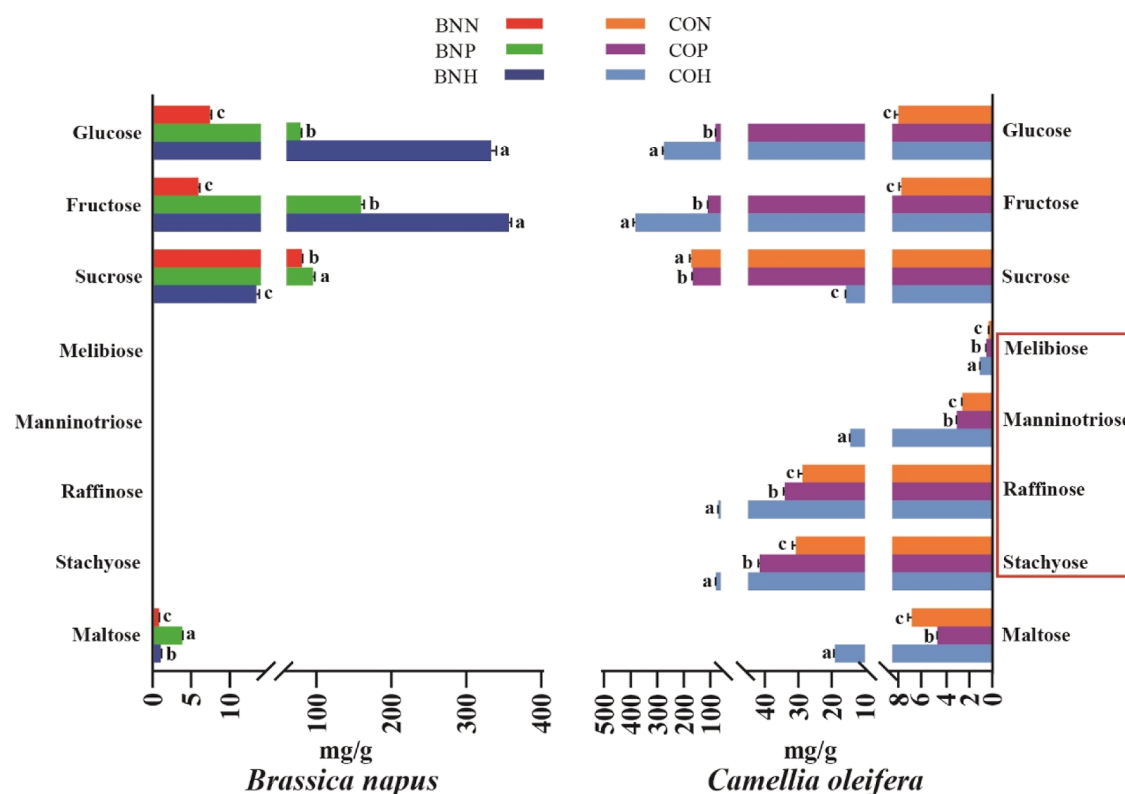 BNN CON
BNP COP
BNH COH
c c
Glucose b b Glucose
a a
c c
Fructose b b Fructose
a a
b a
Sucrose a b Sucrose
c c
c
Melibiose b Melibiose
a
c
Manninotriose b Manninotriose
a
c
Raffinose b Raffinose
a
c
Stachyose b Stachyose
a
c c
Maltose a b Maltose
b a
0 5 10 100 200 300 400 500 400 300 200 100 40 30 20 10 8 6 4 2 0
mg/g mg/g
Brassica napus Camellia oleifera